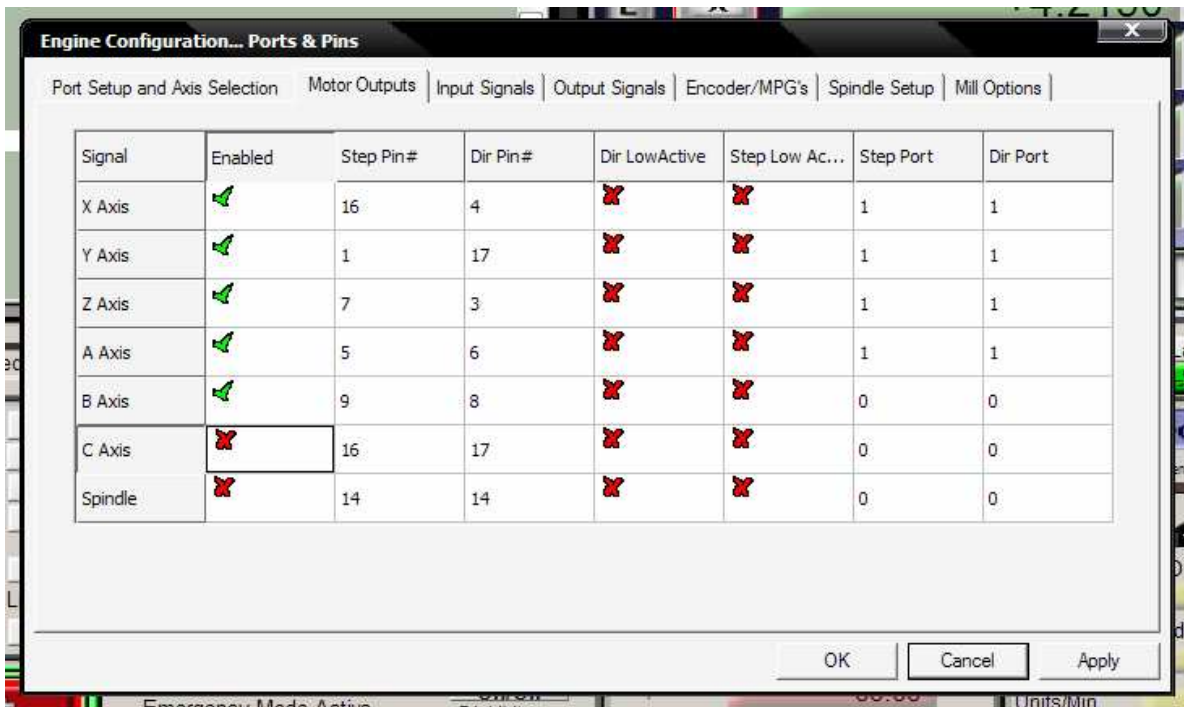 Engine Configuration... Ports & Pins
Port Setup and Axis Selection Motor Outputs Input Signals Output Signals Encoder/MPG's Spindle Setup Mill Options
Signal Enabled Step Pin# Dir Pin# Dir LowActive Step Low Ac... Step Port Dir Port
X Axis 16 4 1 1
Y Axis 1 17 1 1
Z Axis 7 3 1 1
A Axis 5 6 1 1
B Axis 9 8 0 0
C Axis 16 17 0 0
Spindle 14 14 0 0
OK Cancel Apply
Emergency Mode Active
Units/Min